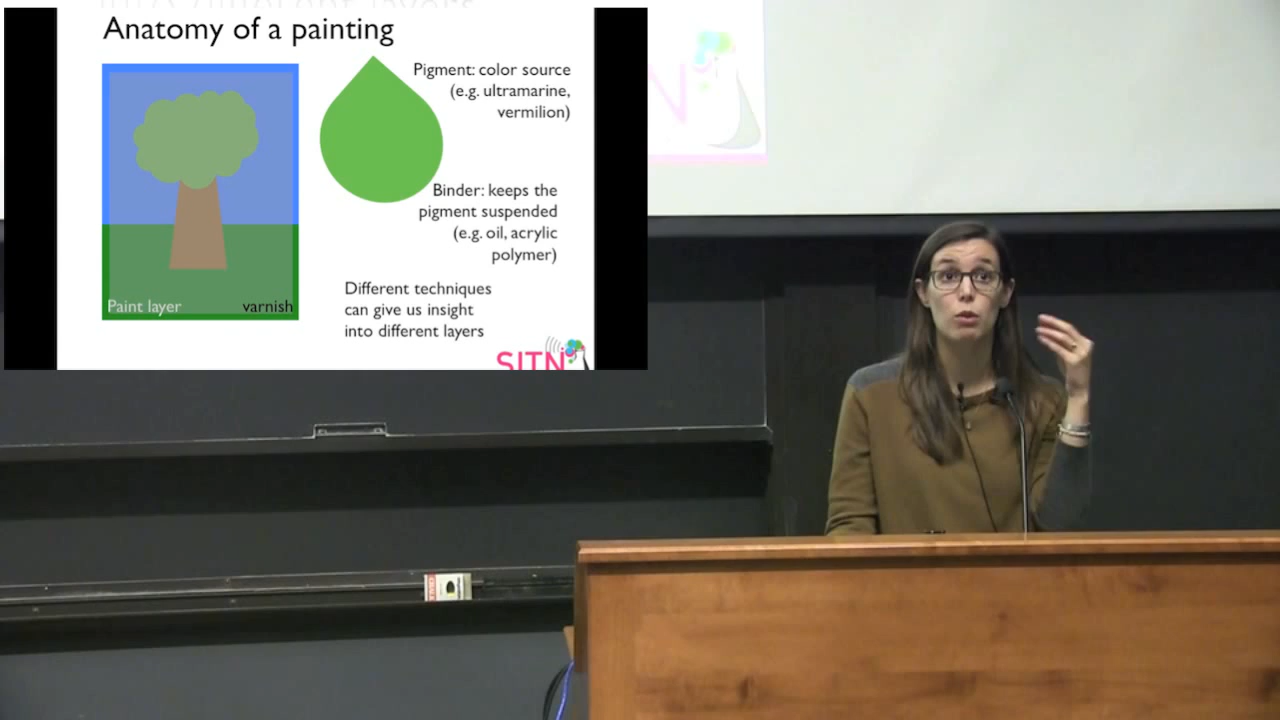 Anatomy of a painting
Pigment: color source
(e.g. ultramarine,
vermilion)
Binder: keeps the
pigment suspended
(e.g. oil, acrylic
polymer)
Different techniques
can give us insight
into different layers
Paint layer
varnish
SITN